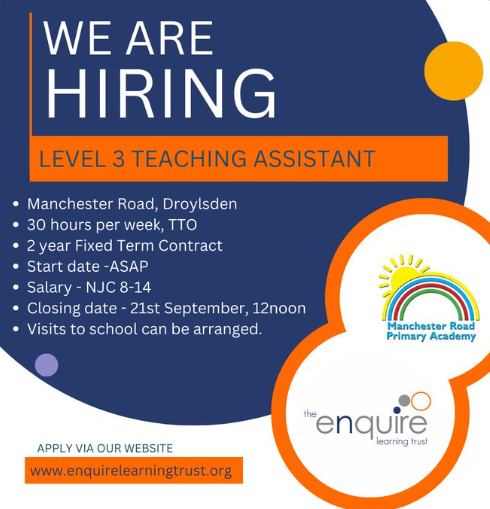 WE ARE
HIRING
LEVEL 3 TEACHING ASSISTANT
• Manchester Road, Droylsden
• 30 hours per week, TTO
• 2 year Fixed Term Contract
• Start date -ASAP
• Salary - NJC 8-14
• Closing date - 21st September, 12noon
• Visits to school can be arranged.
Manchester Road
Primary Academy
the enquire
learning trust
APPLY VIA OUR WEBSITE
www.enquirelearningtrust.org